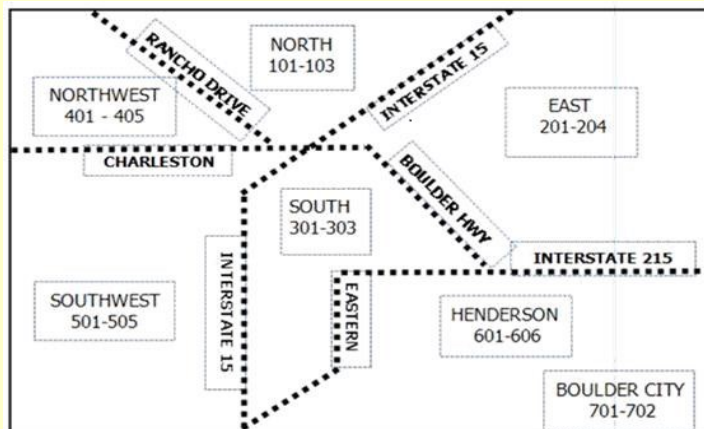 NORTH
101-103
RANCHO DRIVE
INTERSTATE 15
NORTHWEST
401 - 405
EAST
201-204
CHARLESTON
BOULDER HWY
SOUTH
301-303
INTERSTATE 15
INTERSTATE 215
EASTERN
SOUTHWEST
501-505
HENDERSON
601-606
BOULDER CITY
701-702